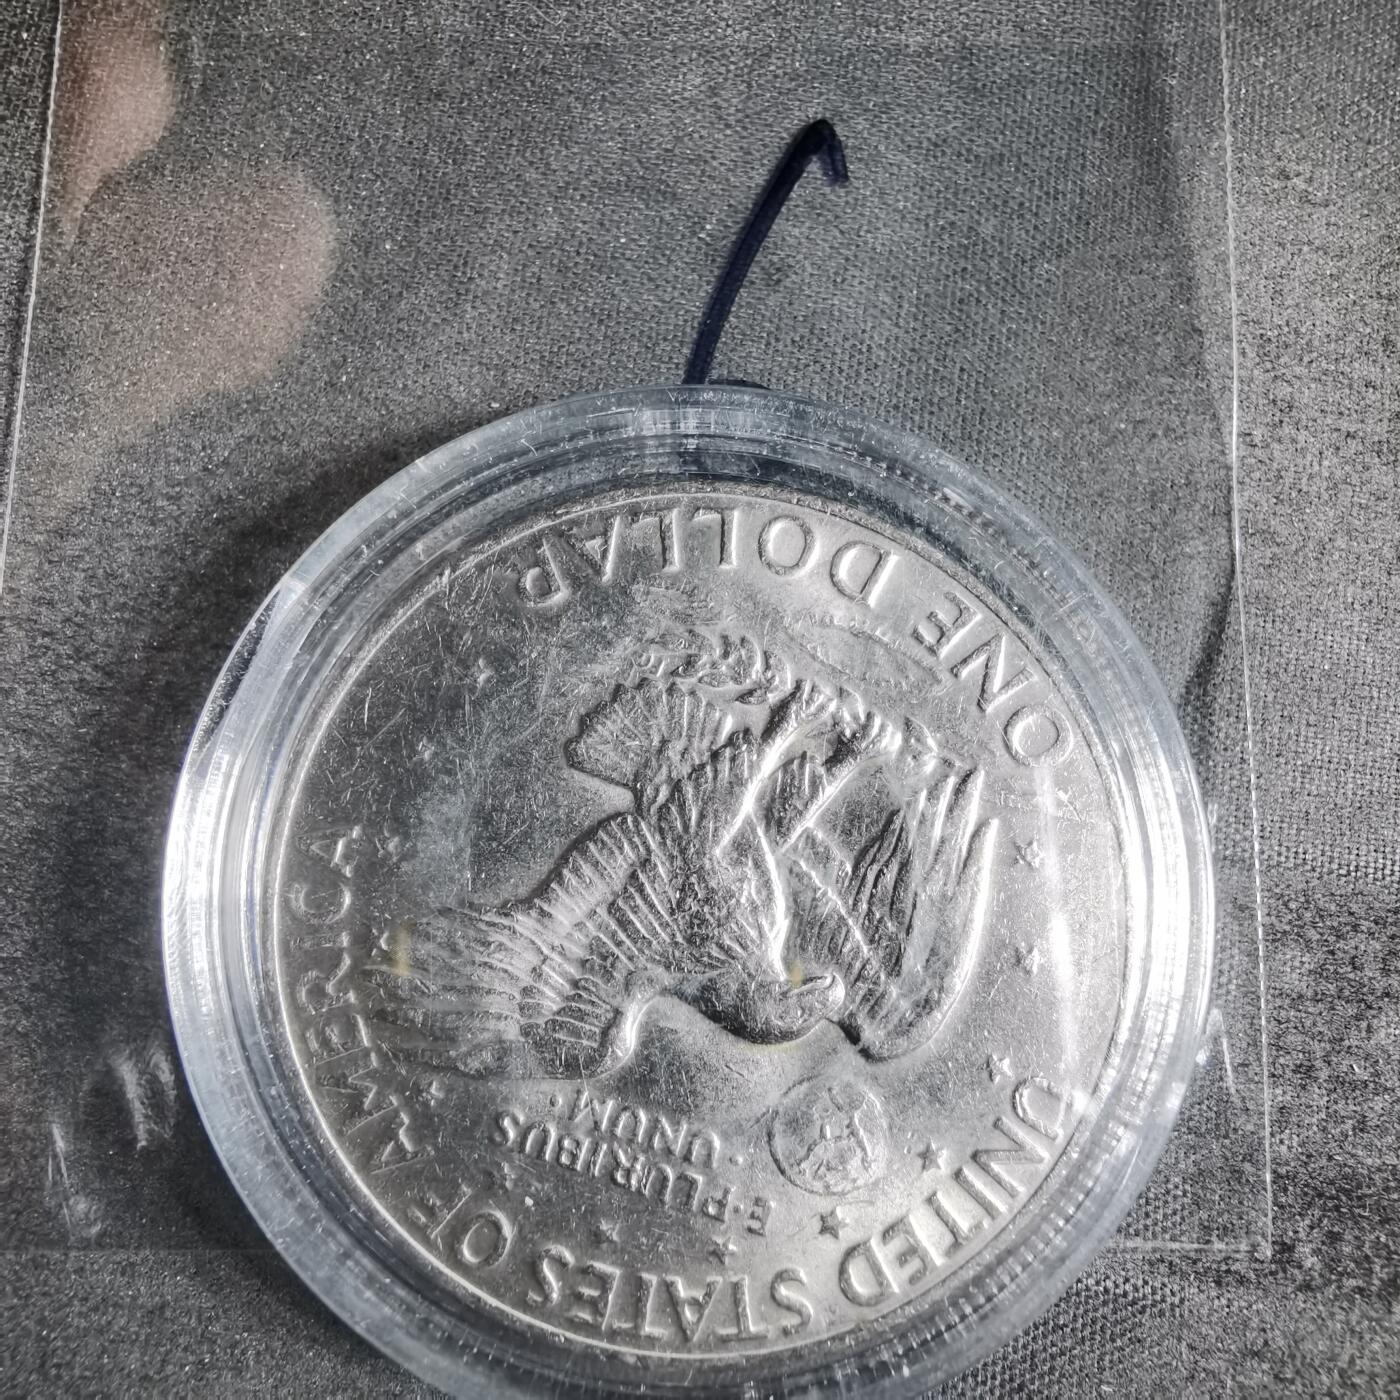 UNITED STATES OF AMERICA
E·PLURIBUS
·UNUM·
ONE DOLLAR